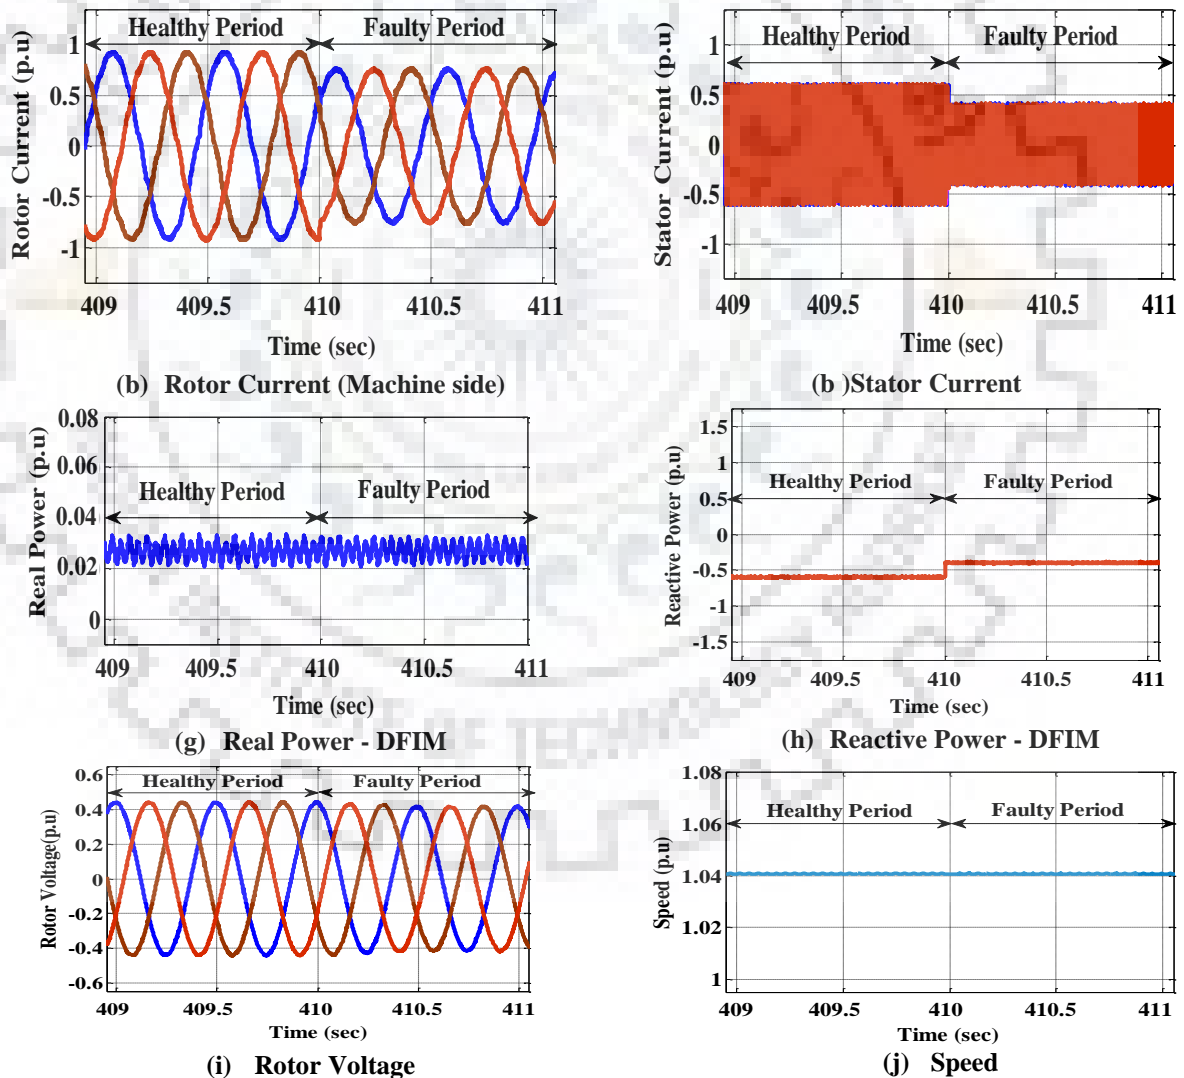 Healthy Period
Faulty Period
Rotor Current (p.u)
1
0.5
0
-0.5
-1
409
409.5
410
410.5
411
Time (sec)
(b) Rotor Current (Machine side)
Healthy Period
Faulty Period
Stator Current (p.u)
1
0.5
0
-0.5
-1
409
409.5
410
410.5
411
Time (sec)
(b )Stator Current
0.08
0.06
0.04
0.02
0
Real Power (p.u)
Healthy Period
Faulty Period
409
409.5
410
410.5
411
Time (sec)
(g) Real Power - DFIM
1.5
1
0.5
0
-0.5
-1
-1.5
Reactive Power (p.u)
Healthy Period
Faulty Period
409
409.5
410
410.5
411
Time (sec)
(h) Reactive Power - DFIM
0.6
0.4
0.2
0
-0.2
-0.4
-0.6
Rotor Voltage(p.u)
Healthy Period
Faulty Period
409
409.5
410
410.5
411
Time (sec)
(i) Rotor Voltage
1.08
1.06
1.04
1.02
1
Speed (p.u)
Healthy Period
Faulty Period
409
409.5
410
410.5
411
Time (sec)
(j) Speed